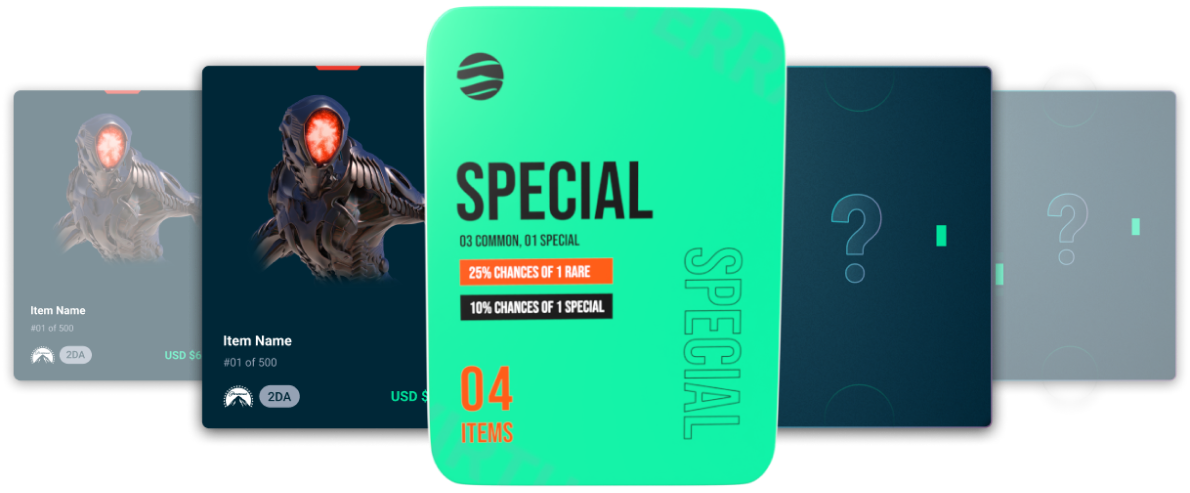 Item Name
#01 of 500
2DA
USD $6
Item Name
#01 of 500
2DA
USD $
SPECIAL
03 COMMON, 01 SPECIAL
25% CHANCES OF 1 RARE
10% CHANCES OF 1 SPECIAL
04
ITEMS
SPECIAL
?
?